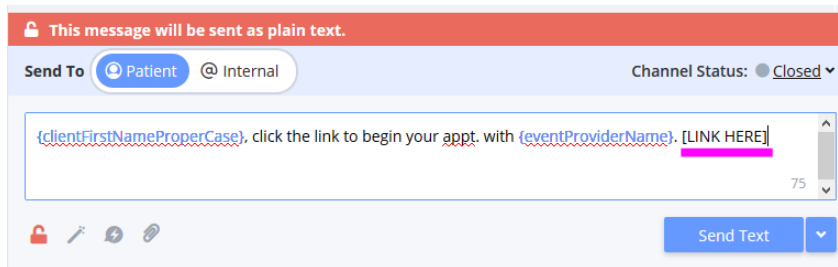 This message will be sent as plain text.
Send To Patient @ Internal Channel Status: Closed
{clientFirstNameProperCase}, click the link to begin your appt. with {eventProviderName}. [LINK HERE]
75
Send Text